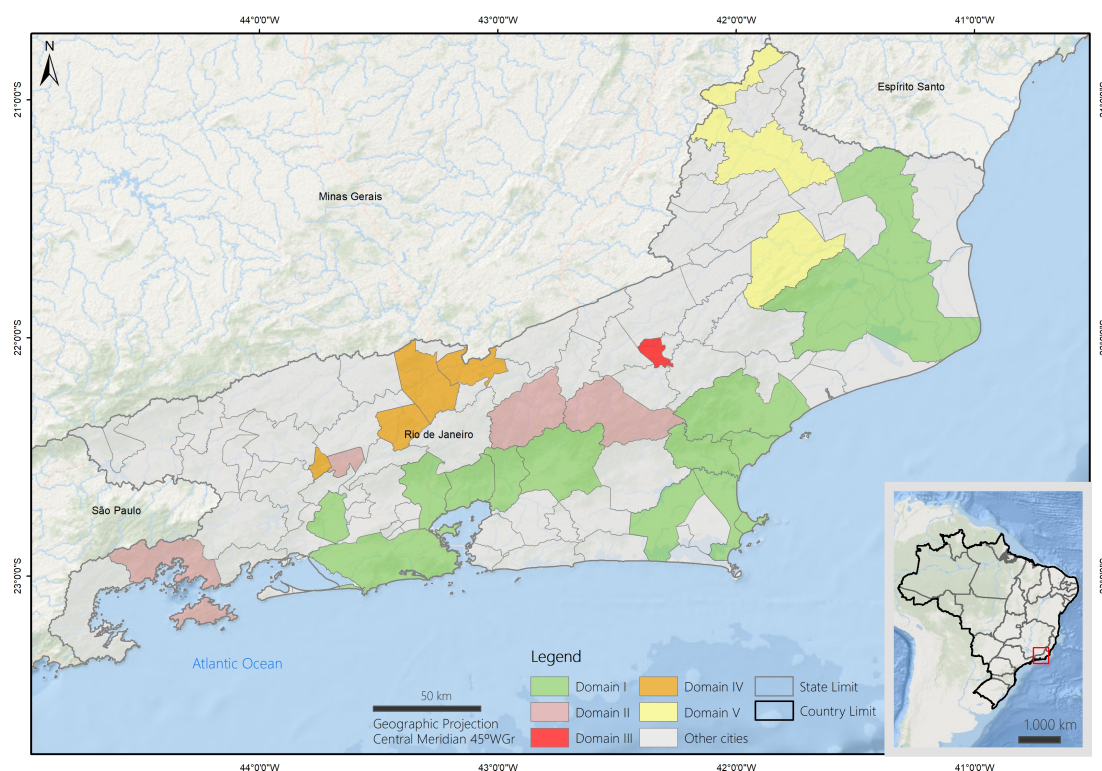 44°0'0"W 43°0'0"W 42°0'0"W 41°0'0"W
N
21°0'0"S
Espírito Santo
Minas Gerais
22°0'0"S
Rio de Janeiro
São Paulo
23°0'0"S
Atlantic Ocean
50 km
Geographic Projection
Central Meridian 45ºWGr
Legend
Domain I
Domain II
Domain III
Domain IV
Domain V
Other cities
State Limit
Country Limit
1.000 km
44°0'0"W 43°0'0"W 42°0'0"W 41°0'0"W